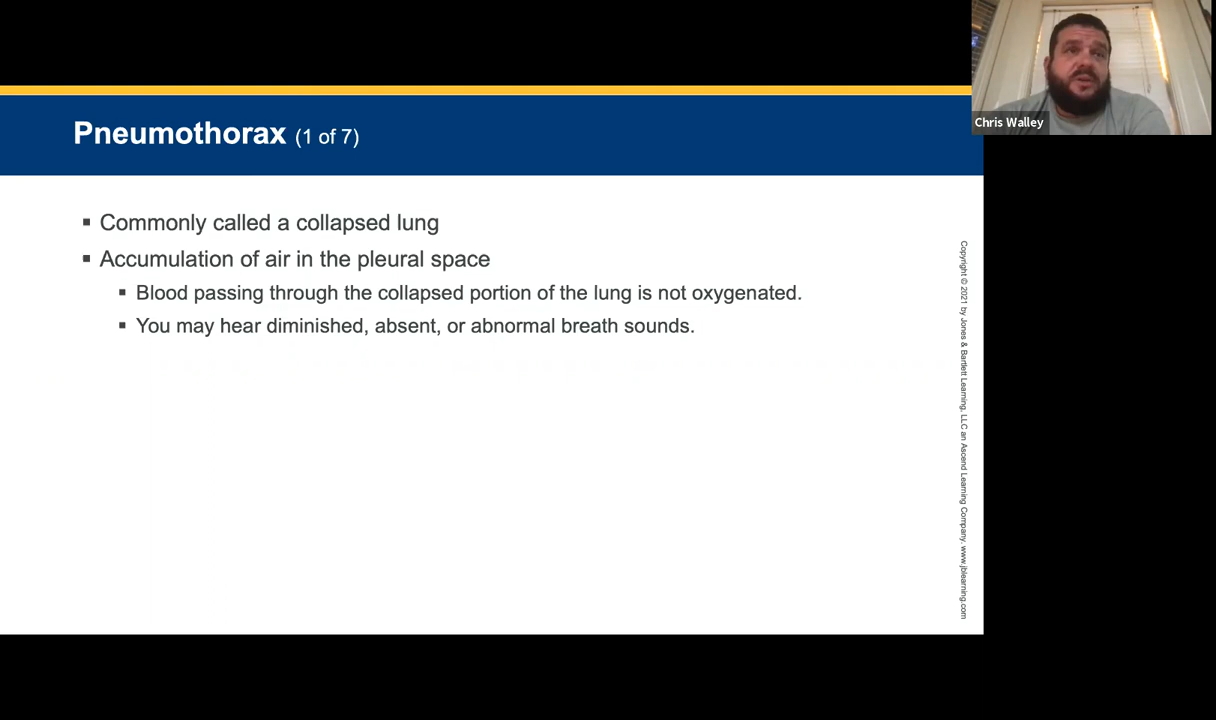 Pneumothorax (1 of 7)
Commonly called a collapsed lung
Accumulation of air in the pleural space
Blood passing through the collapsed portion of the lung is not oxygenated.
You may hear diminished, absent, or abnormal breath sounds.
Copyright © 2021 by Jones & Bartlett Learning, LLC an Ascend Learning Company. www.jblearning.com
Chris Walley